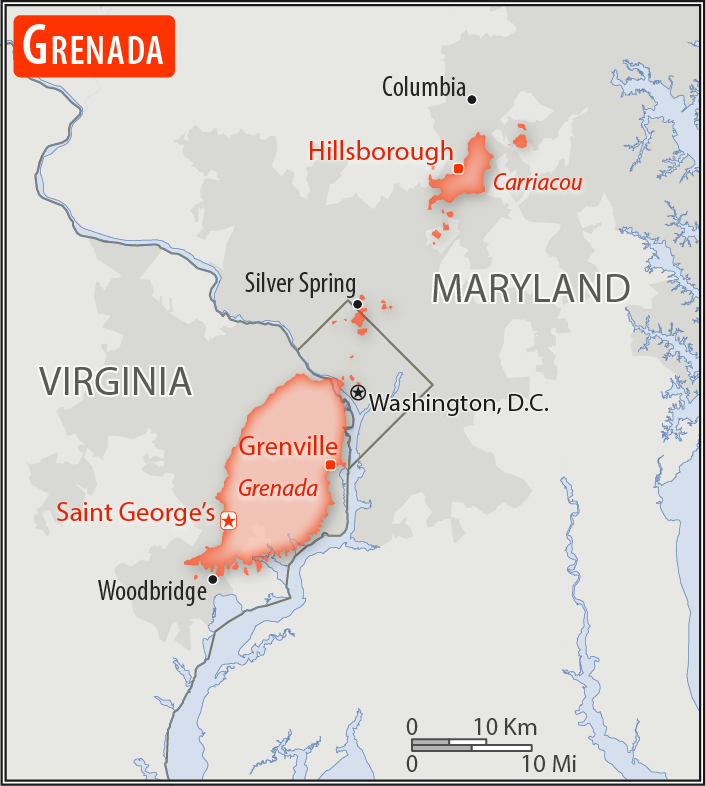 GRENADA
Columbia
Hillsborough
Carriacou
Silver Spring
MARYLAND
VIRGINIA
Washington, D.C.
Grenville
Grenada
Saint George's
Woodbridge
0 10 Km
0 10 Mi